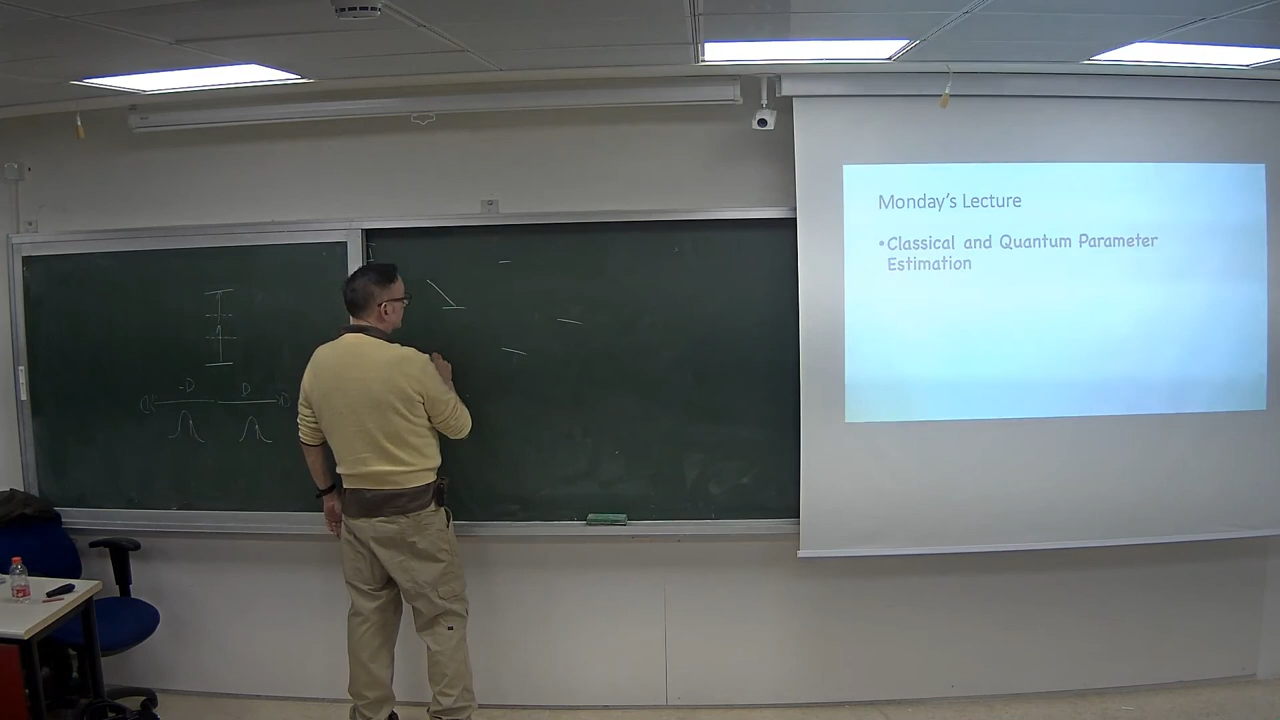 -D D
Monday's Lecture
•Classical and Quantum Parameter
Estimation